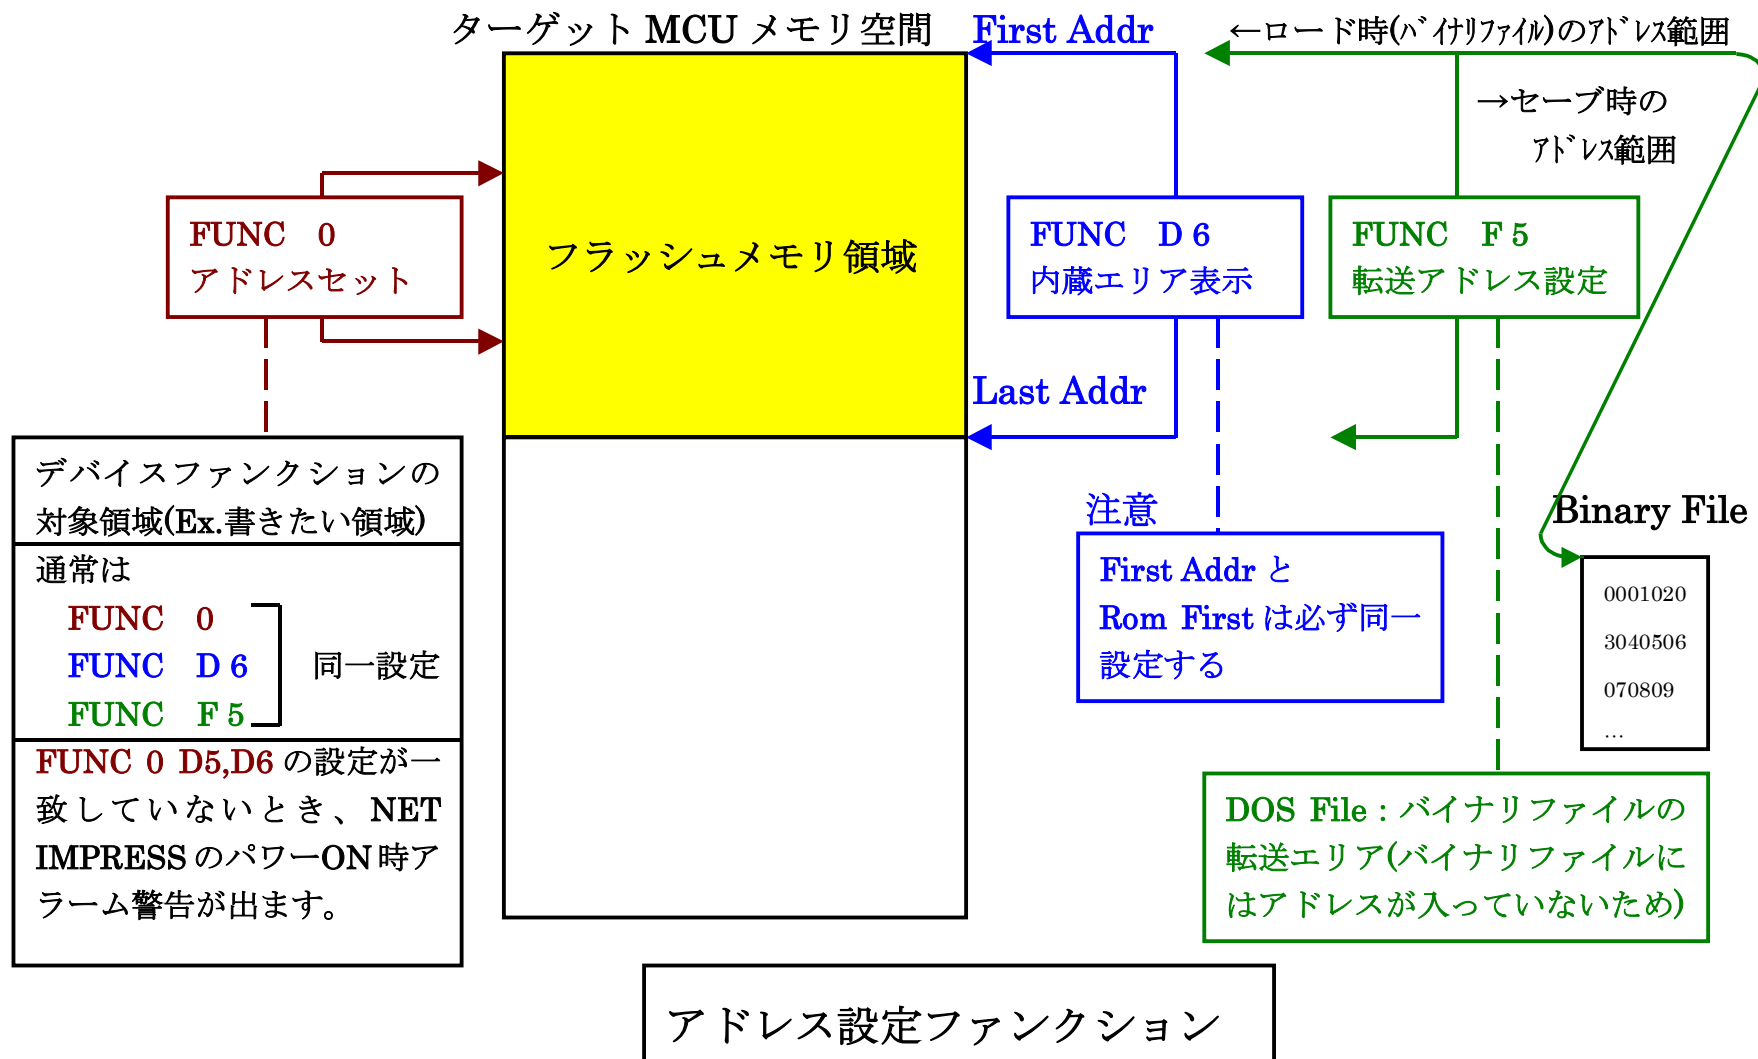 ターゲット MCU メモリ空間
First Addr
←ロード時(ﾊﾞｲﾅﾘﾌｧｲﾙ)のｱﾄﾞﾚｽ範囲
→セーブ時の
ｱﾄﾞﾚｽ範囲
FUNC 0
アドレスセット
フラッシュメモリ領域
FUNC D 6
内蔵エリア表示
FUNC F 5
転送アドレス設定
Last Addr
デバイスファンクションの
対象領域(Ex.書きたい領域)
通常は
FUNC 0
FUNC D 6
同一設定
FUNC F 5
FUNC 0 D5,D6 の設定が一
致していないとき、NET
IMPRESS のパワーON 時ア
ラーム警告が出ます。
注意
First Addr と
Rom First は必ず同一
設定する
Binary File
0001020
3040506
070809
…
DOS File：バイナリファイルの
転送エリア(バイナリファイルに
はアドレスが入っていないため)
アドレス設定ファンクション